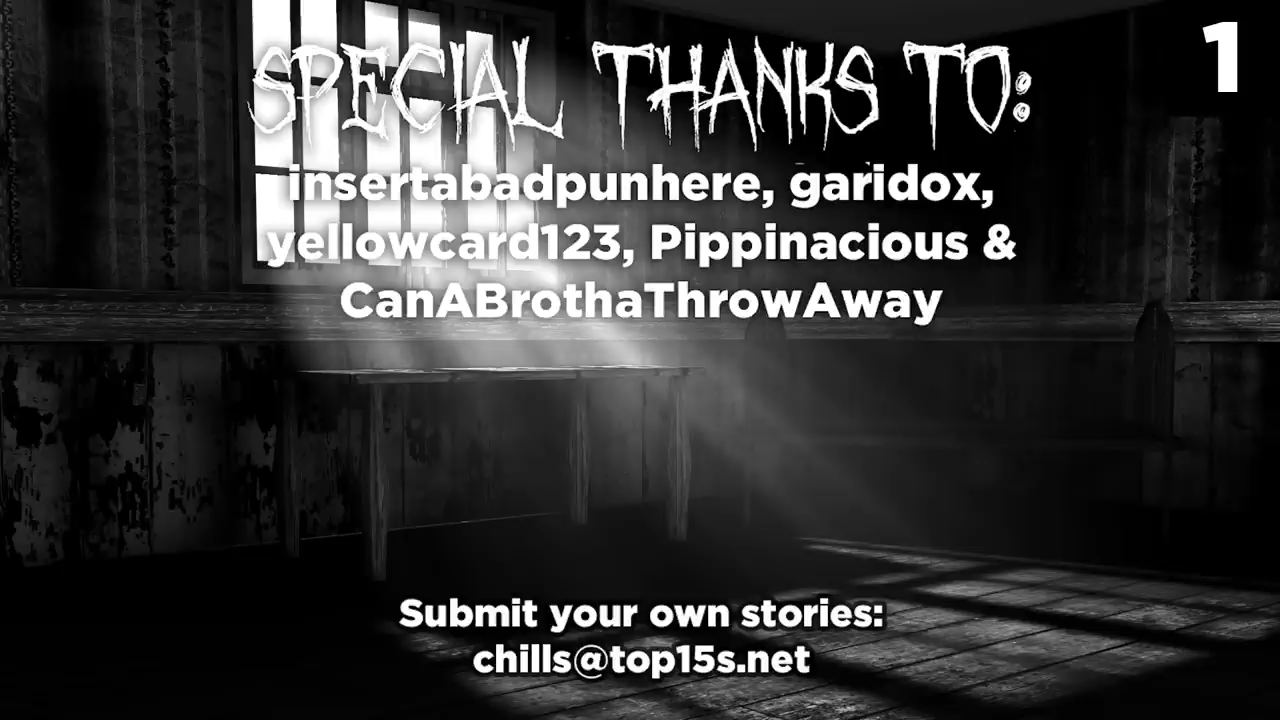 SPECIAL THANKS TO:
1
insertabadpunhere, garidox,
yellowcard123, Pippinacious &
CanABrothaThrowAway
Submit your own stories:
chills@top15s.net